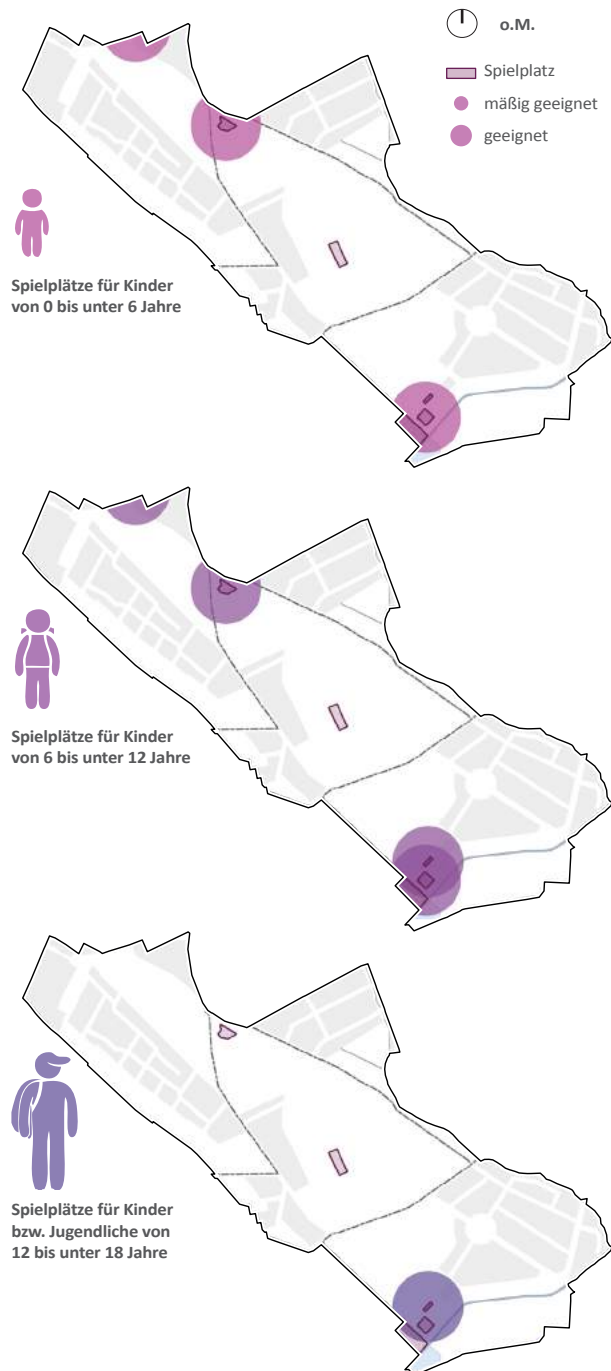 o.M.
Spielplatz
mäßig geeignet
geeignet
Spielplätze für Kinder
von 0 bis unter 6 Jahre
Spielplätze für Kinder
von 6 bis unter 12 Jahre
Spielplätze für Kinder
bzw. Jugendliche von
12 bis unter 18 Jahre